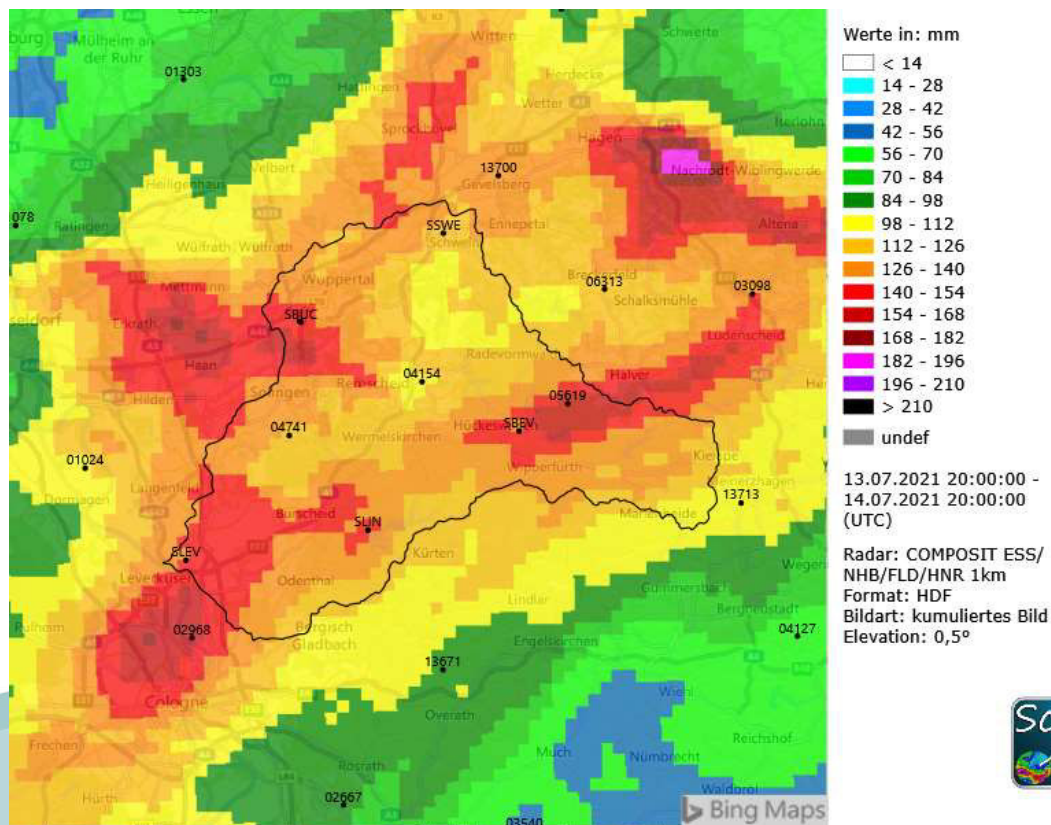 Mülheim an
der Ruhr
Witten
Schwerte
01303
Hattingen
Herdecke
Wetter
Sprockhövel
Hagen
Iserlohn
13700
Gevelsberg
Nachrodt-Wiblingwerde
Velbert
Heiligenhaus
078
Ratingen
Ennepetal
Altena
SSWE
Schwelm
Wülfrath
Wülfrath
Wuppertal
Mettmann
Breckerfeld
06313
Schalksmühle
03098
seldorf
Erkrath
SBUC
Lüdenscheid
Haan
Radevormwa
04154
Halver
Hilden
Solingen
Remscheid
05619
04741
Hückeswagen
SBEV
Wermelskirchen
01024
Wipperfürth
Kierspe
Meinerzhagen
Dormagen
Langenfeld
13713
Burscheid
SLIN
Marienheide
SLEV
Kürten
Leverkusen
Odenthal
Lindlar
Gummersbach
Bergneustadt
Pulheim
02968
Bergisch
Gladbach
Engelskirchen
04127
13671
Cologne
Wiehl
Overath
Reichshof
Frechen
Much
Nümbrecht
Rösrath
Hürth
02667
Waldbröl
03540
Bing Maps
Werte in: mm
< 14
14 - 28
28 - 42
42 - 56
56 - 70
70 - 84
84 - 98
98 - 112
112 - 126
126 - 140
140 - 154
154 - 168
168 - 182
182 - 196
196 - 210
> 210
undef
13.07.2021 20:00:00 -
14.07.2021 20:00:00
(UTC)
Radar: COMPOSIT ESS/
NHB/FLD/HNR 1km
Format: HDF
Bildart: kumuliertes Bild
Elevation: 0,5º